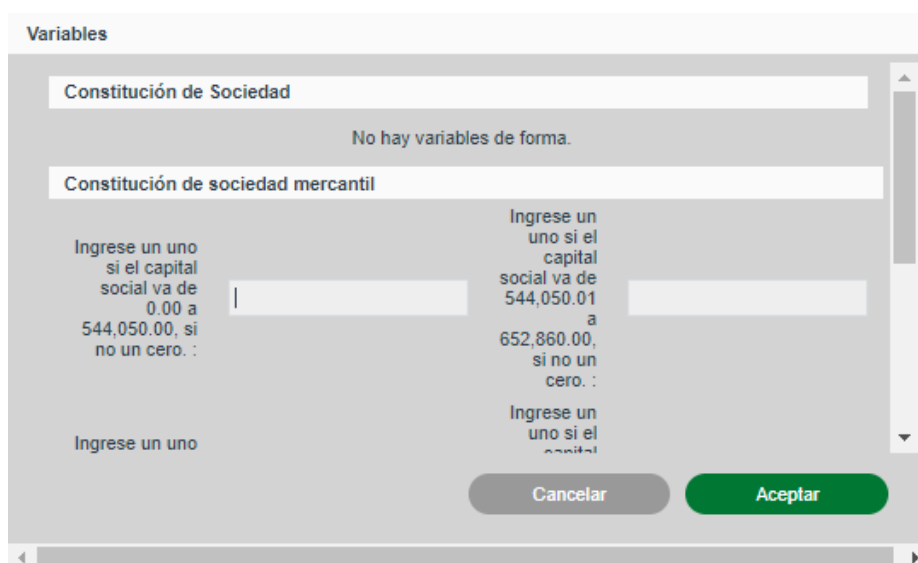 Variables
Constitución de Sociedad
No hay variables de forma.
Constitución de sociedad mercantil
Ingrese un uno
si el capital
social va de
0.00 a
544,050.00, si
no un cero. :
Ingrese un
uno si el
capital
social va de
544,050.01
a
652,860.00,
si no un
cero. :
Ingrese un uno
Ingrese un
uno si el
capital
Cancelar
Aceptar